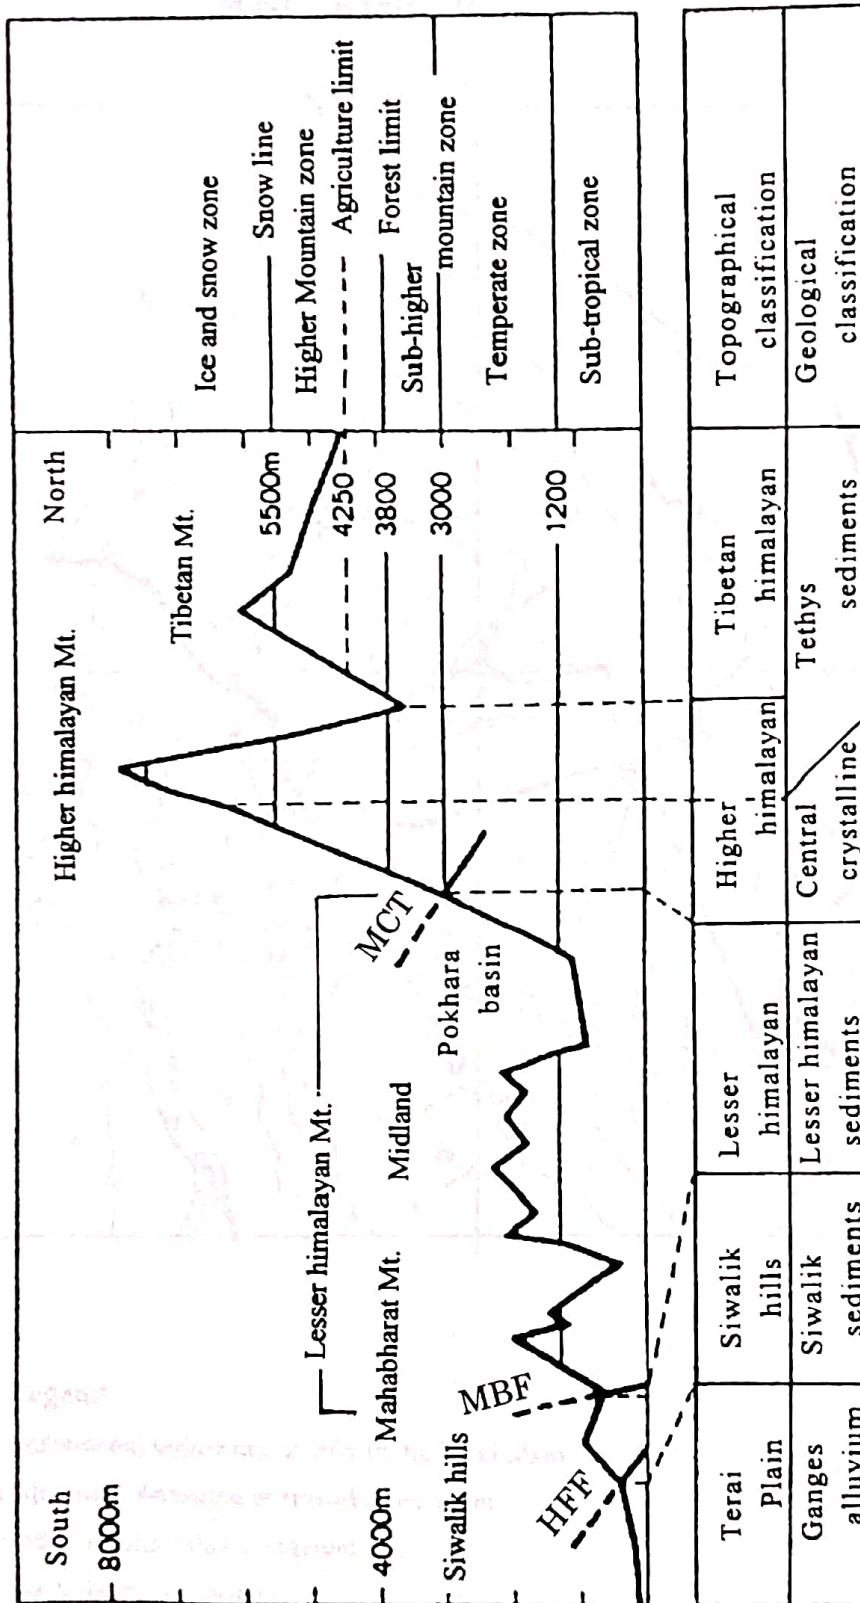 South
North
8000m
4000m
Higher himalayan Mt.
Tibetan Mt.
Lesser himalayan Mt.
Mahabharat Mt.
Midland
Pokhara
basin
Siwalik hills
HFF
MBF
MCT
5500m
4250
3800
3000
1200
Ice and snow zone
Snow line
Higher Mountain zone
Agriculture limit
Forest limit
Sub-higher
mountain zone
Temperate zone
Sub-tropical zone
Terai
Plain
Siwalik
hills
Lesser
himalayan
Higher
himalayan
Tibetan
himalayan
Topographical
classification
Ganges
alluvium
Siwalik
sediments
Lesser himalayan
sediments
Central
crystalline
Tethys
sediments
Geological
classification